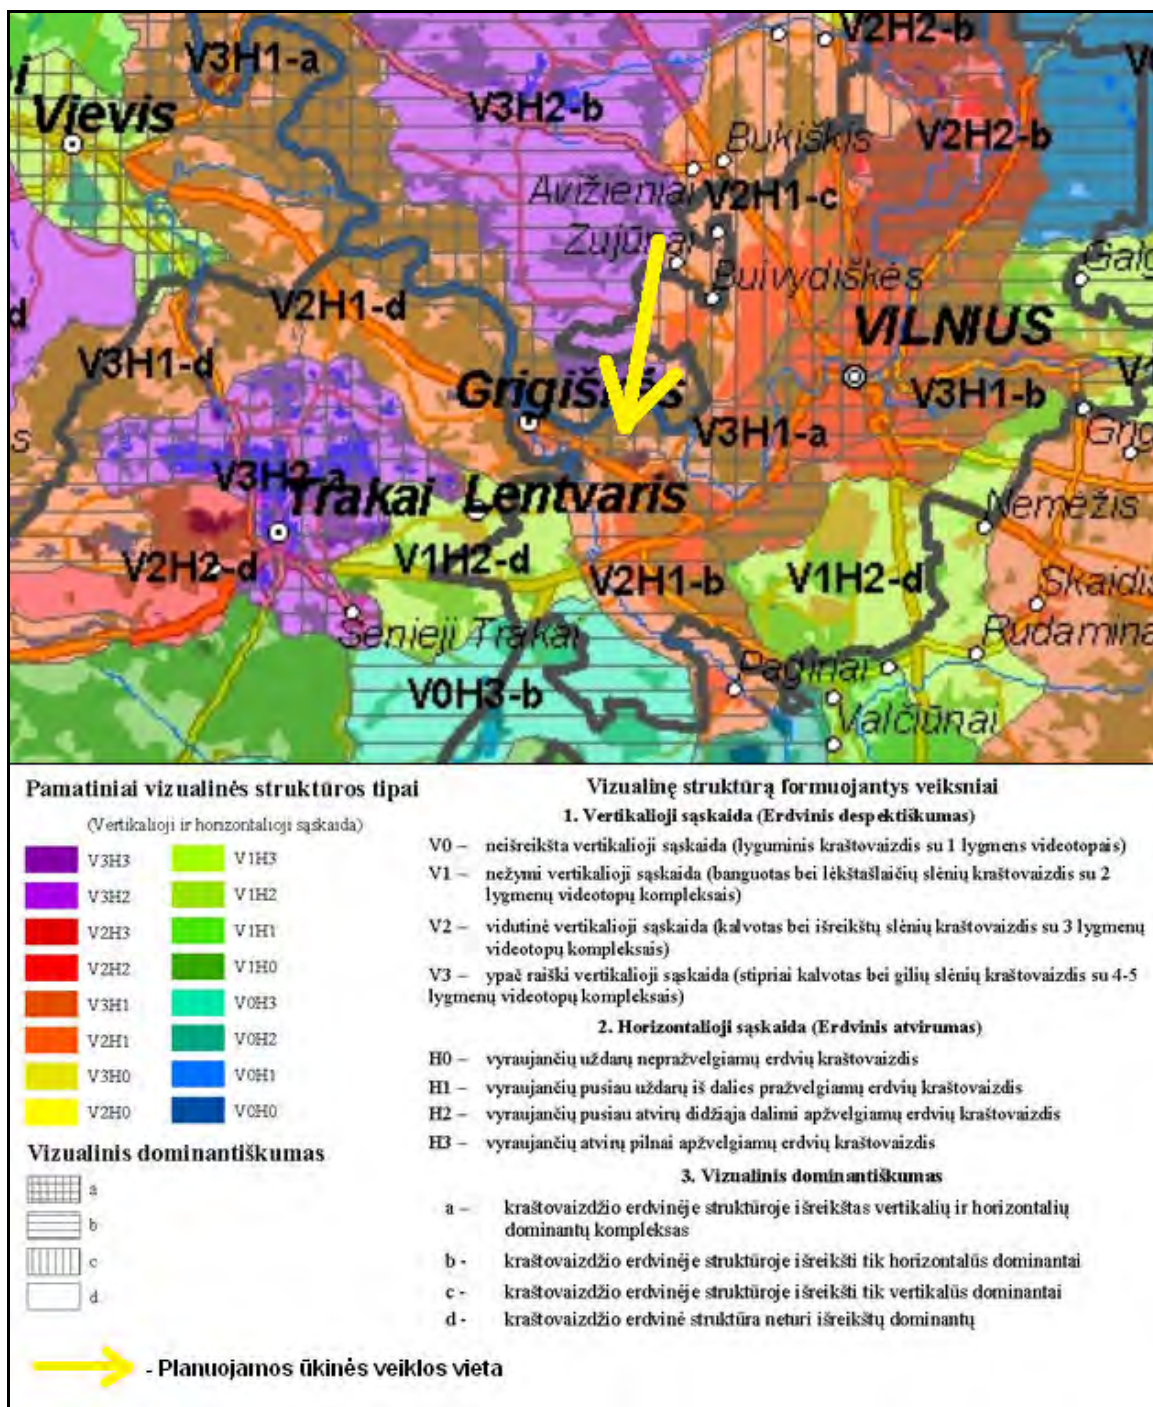 V3H1-a
V2H2-b
Vievis
V3H2-b
V2H2-b
Bukiškis
Avižieniai
V2H1-c
Zujūnai
Buivydiškės
V2H1-d
VILNIUS
V3H1-d
Grigiškės
V3H1-b
V3H1-a
V3H2-a
Trakai
Lentvaris
Nemėžis
V2H2-d
V1H2-d
V2H1-b
V1H2-d
Senieji Trakai
Rudamina
Pagiriai
V0H3-b
Valčiūnai
Pamatiniai vizualinės struktūros tipai
(Vertikalioji ir horizontalioji sąskaida)
V3H3
V3H2
V2H3
V2H2
V3H1
V2H1
V3H0
V2H0
V1H3
V1H2
V1H1
V1H0
V0H3
V0H2
V0H1
V0H0
Vizualinis dominantiškumas
a
b
c
d
Vizualinę struktūrą formuojantys veiksniai
1. Vertikalioji sąskaida (Erdvinis despektiškumas)
V0 – neišreikšta vertikalioji sąskaida (lyguminis kraštovaizdis su 1 lygmens videotopais)
V1 – nežymi vertikalioji sąskaida (banguotas bei lėkštašlaičių slėnių kraštovaizdis su 2
lygmenų videotopų kompleksais)
V2 – vidutinė vertikalioji sąskaida (kalvotas bei išreikštų slėnių kraštovaizdis su 3 lygmenų
videotopų kompleksais)
V3 – ypač raiški vertikalioji sąskaida (stipriai kalvotas bei gilių slėnių kraštovaizdis su 4-5
lygmenų videotopų kompleksais)
2. Horizontalioji sąskaida (Erdvinis atvirumas)
H0 – vyraujančių uždarų nepražvelgiamų erdvių kraštovaizdis
H1 – vyraujančių pusiau uždarų iš dalies pražvelgiamų erdvių kraštovaizdis
H2 – vyraujančių pusiau atvirų didžiąja dalimi apžvelgiamų erdvių kraštovaizdis
H3 – vyraujančių atvirų pilnai apžvelgiamų erdvių kraštovaizdis
3. Vizualinis dominantiškumas
a – kraštovaizdžio erdvinėje struktūroje išreikštas vertikalių ir horizontalių
dominantų kompleksas
b - kraštovaizdžio erdvinėje struktūroje išreikšti tik horizontalūs dominantai
c - kraštovaizdžio erdvinėje struktūroje išreikšti tik vertikalūs dominantai
d - kraštovaizdžio erdvinė struktūra neturi išreikštų dominantų
- Planuojamos ūkinės veiklos vieta